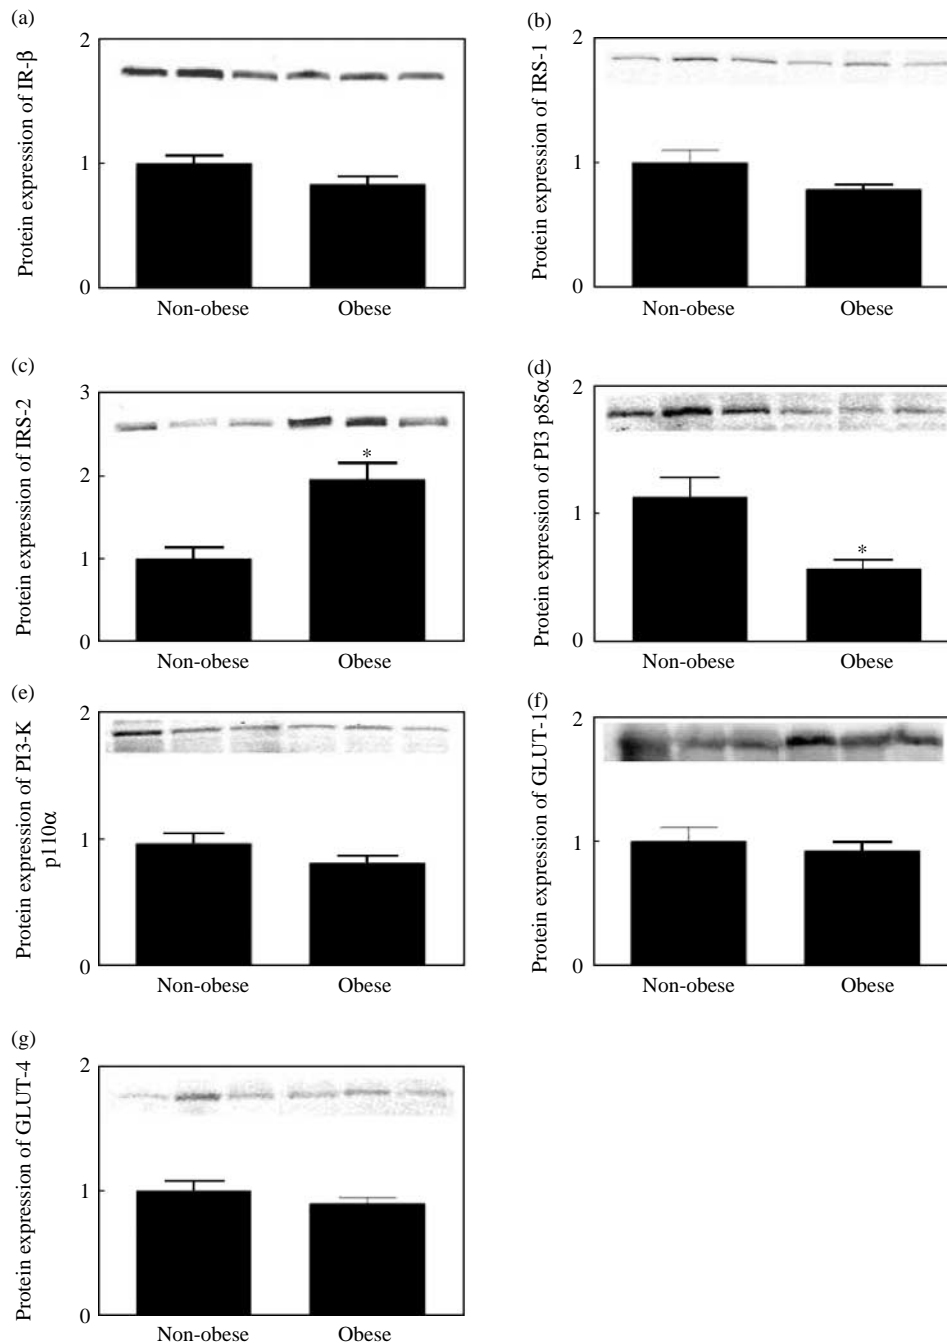 (a)
Protein expression of IR-β
2
1
0
Non-obese
Obese
(b)
Protein expression of IRS-1
2
1
0
Non-obese
Obese
(c)
Protein expression of IRS-2
3
2
1
0
*
Non-obese
Obese
(d)
Protein expression of PI3 p85α
2
1
0
*
Non-obese
Obese
(e)
Protein expression of PI3-K
p110α
2
1
0
Non-obese
Obese
(f)
Protein expression of GLUT-1
2
1
0
Non-obese
Obese
(g)
Protein expression of GLUT-4
2
1
0
Non-obese
Obese